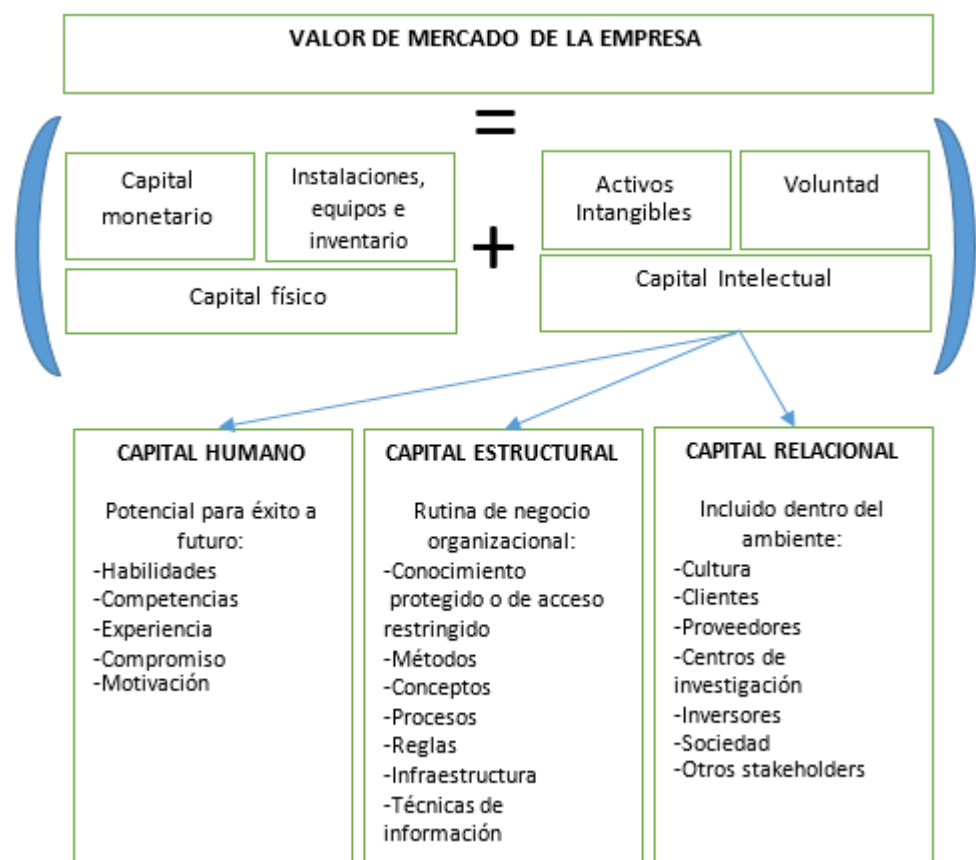 VALOR DE MERCADO DE LA EMPRESA
=
Capital
monetario
Instalaciones,
equipos e
inventario
Capital físico
+
Activos
Intangibles
Voluntad
Capital Intelectual
CAPITAL HUMANO
Potencial para éxito a
futuro:
-Habilidades
-Competencias
-Experiencia
-Compromiso
-Motivación
CAPITAL ESTRUCTURAL
Rutina de negocio
organizacional:
-Conocimiento
protegido o de acceso
restringido
-Métodos
-Conceptos
-Procesos
-Reglas
-Infraestructura
-Técnicas de
información
CAPITAL RELACIONAL
Incluido dentro del
ambiente:
-Cultura
-Clientes
-Proveedores
-Centros de
investigación
-Inversores
-Sociedad
-Otros stakeholders